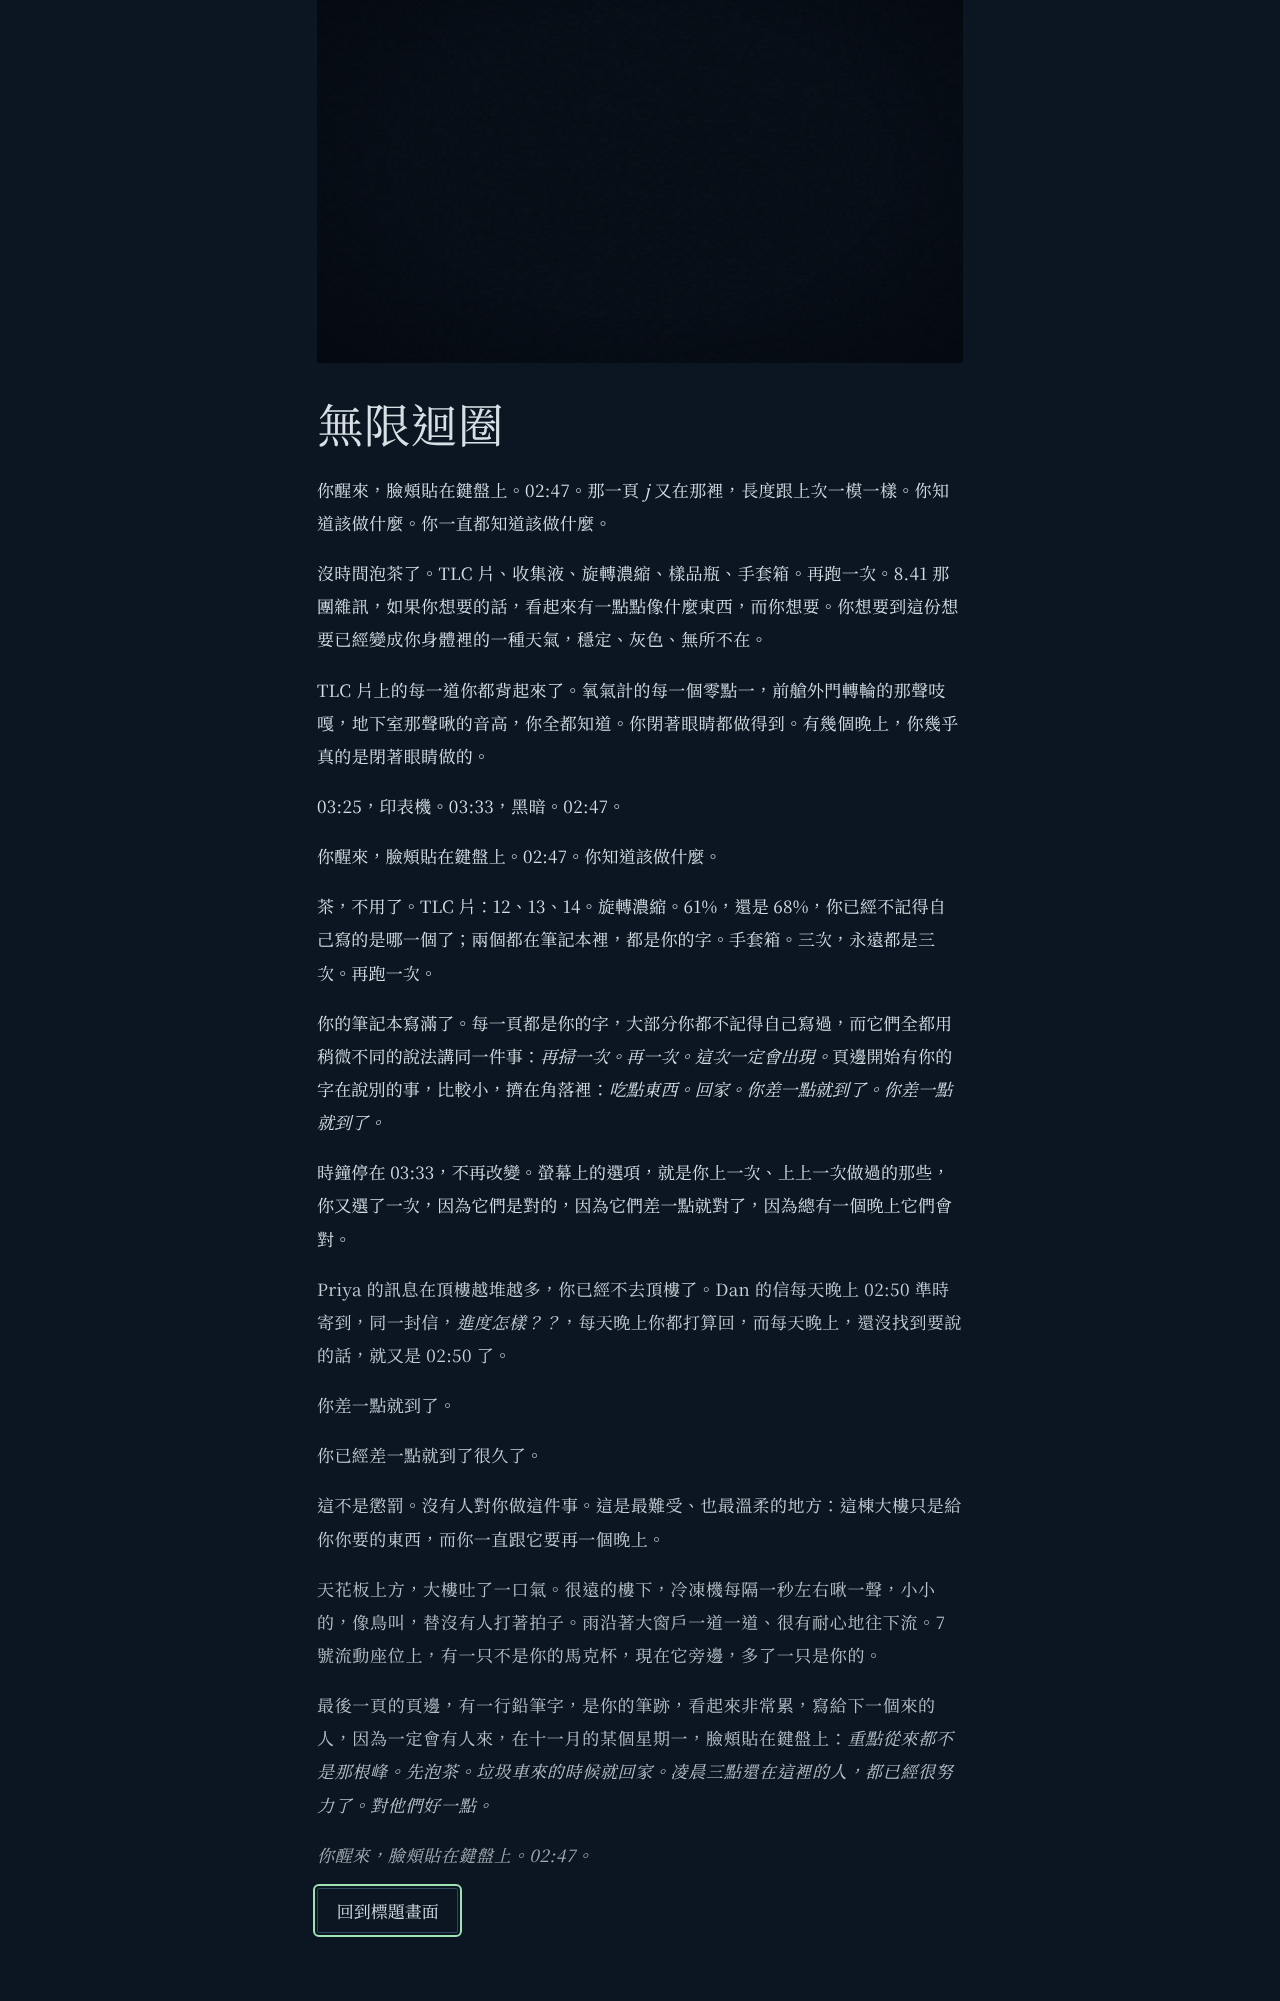 無限迴圈
你醒來，臉頰貼在鍵盤上。02:47。那一頁 j 又在那裡，長度跟上次一模一樣。你知
道該做什麼。你一直都知道該做什麼。
沒時間泡茶了。TLC 片、收集液、旋轉濃縮、樣品瓶、手套箱。再跑一次。8.41 那
團雜訊，如果你想要的話，看起來有一點點像什麼東西，而你想要。你想要到這份想
要已經變成你身體裡的一種天氣，穩定、灰色、無所不在。
TLC 片上的每一道你都背起來了。氧氣計的每一個零點一，前艙外門轉輪的那聲吱
嘎，地下室那聲啾的音高，你全都知道。你閉著眼睛都做得到。有幾個晚上，你幾乎
真的是閉著眼睛做的。
03:25，印表機。03:33，黑暗。02:47。
你醒來，臉頰貼在鍵盤上。02:47。你知道該做什麼。
茶，不用了。TLC 片：12、13、14。旋轉濃縮。61%，還是 68%，你已經不記得自
己寫的是哪一個了；兩個都在筆記本裡，都是你的字。手套箱。三次，永遠都是三
次。再跑一次。
你的筆記本寫滿了。每一頁都是你的字，大部分你都不記得自己寫過，而它們全都用
稍微不同的說法講同一件事：再掃一次。再一次。這次一定會出現。頁邊開始有你的
字在說別的事，比較小，擠在角落裡：吃點東西。回家。你差一點就到了。你差一點
就到了。
時鐘停在 03:33，不再改變。螢幕上的選項，就是你上一次、上上一次做過的那些，
你又選了一次，因為它們是對的，因為它們差一點就對了，因為總有一個晚上它們會
對。
Priya 的訊息在頂樓越堆越多，你已經不去頂樓了。Dan 的信每天晚上 02:50 準時
寄到，同一封信，進度怎樣？？，每天晚上你都打算回，而每天晚上，還沒找到要說
的話，就又是 02:50 了。
你差一點就到了。
你已經差一點就到了很久了。
這不是懲罰。沒有人對你做這件事。這是最難受、也最溫柔的地方：這棟大樓只是給
你你要的東西，而你一直跟它要再一個晚上。
天花板上方，大樓吐了一口氣。很遠的樓下，冷凍機每隔一秒左右啾一聲，小小
的，像鳥叫，替沒有人打著拍子。雨沿著大窗戶一道一道、很有耐心地往下流。7
號流動座位上，有一只不是你的馬克杯，現在它旁邊，多了一只是你的。
最後一頁的頁邊，有一行鉛筆字，是你的筆跡，看起來非常累，寫給下一個來的
人，因為一定會有人來，在十一月的某個星期一，臉頰貼在鍵盤上：重點從來都不
是那根峰。先泡茶。垃圾車來的時候就回家。凌晨三點還在這裡的人，都已經很努
力了。對他們好一點。
你醒來，臉頰貼在鍵盤上。02:47。
回到標題畫面